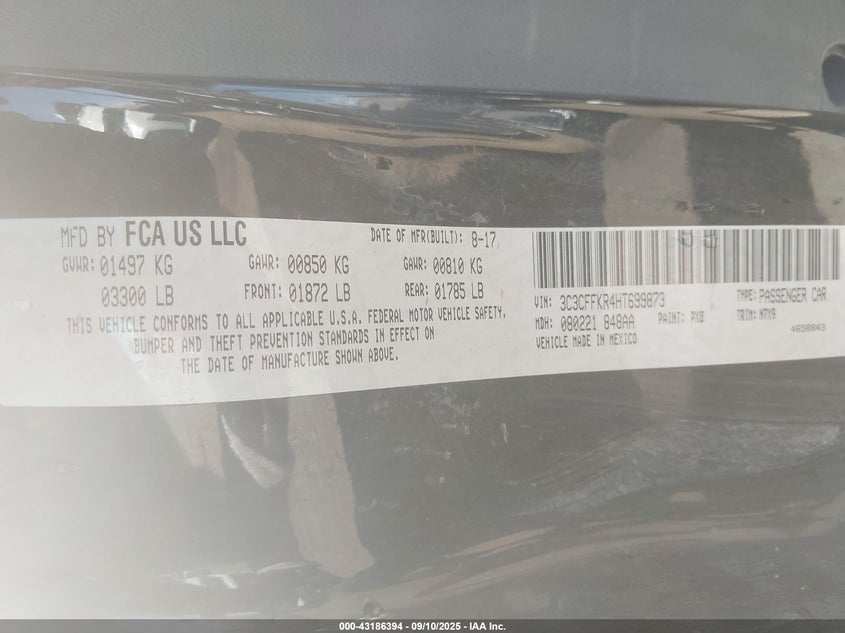 MFD BY FCA US LLC
DATE OF MFR(BUILT): 8-17
GVWR: 01497 KG GAWR: 00850 KG GAWR: 00810 KG
03300 LB FRONT: 01872 LB REAR: 01785 LB
THIS VEHICLE CONFORMS TO ALL APPLICABLE U.S.A. FEDERAL MOTOR VEHICLE SAFETY,
BUMPER AND THEFT PREVENTION STANDARDS IN EFFECT ON
THE DATE OF MANUFACTURE SHOWN ABOVE.
VIN: 3C3CFFKR4HT699873 TYPE: PASSENGER CAR
MDH: 080221 848AA PAINT: PX8 TRIM: N7X9
VEHICLE MADE IN MEXICO 4658843
000-43186394 - 09/10/2025 - IAA Inc.